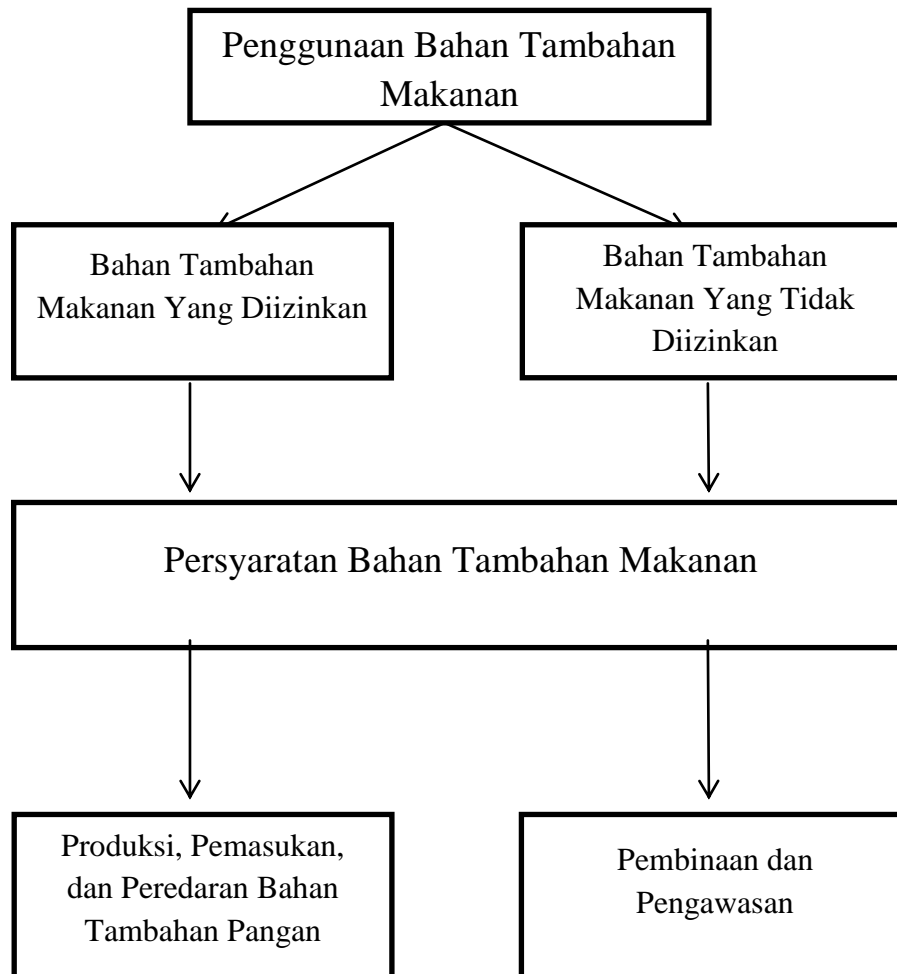 Penggunaan Bahan Tambahan
Makanan
Bahan Tambahan
Makanan Yang Diizinkan
Bahan Tambahan
Makanan Yang Tidak
Diizinkan
Persyaratan Bahan Tambahan Makanan
Produksi, Pemasukan,
dan Peredaran Bahan
Tambahan Pangan
Pembinaan dan
Pengawasan